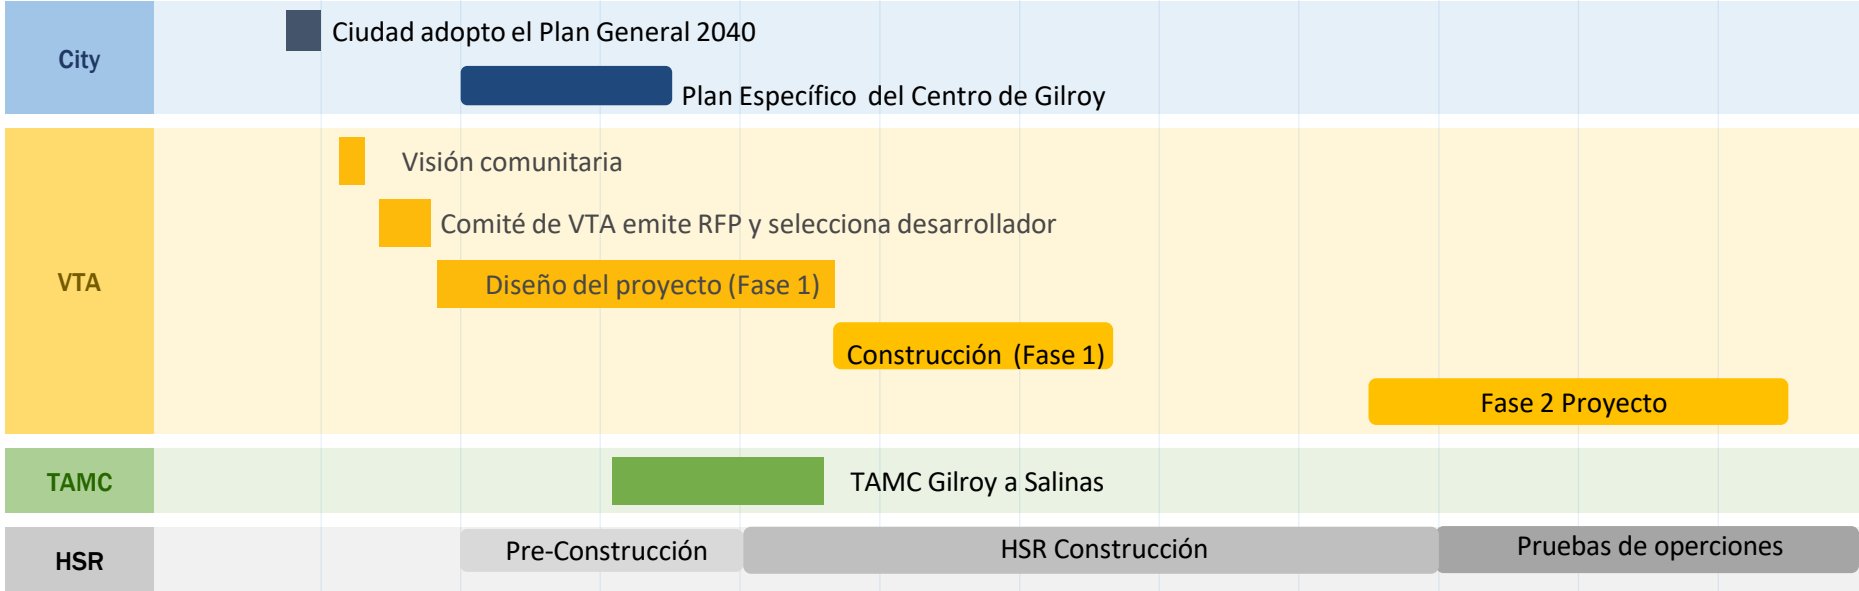 City
Ciudad adopto el Plan General 2040
Plan Específico del Centro de Gilroy
VTA
Visión comunitaria
Comité de VTA emite RFP y selecciona desarrollador
Diseño del proyecto (Fase 1)
Construcción (Fase 1)
Fase 2 Proyecto
TAMC
TAMC Gilroy a Salinas
HSR
Pre-Construcción
HSR Construcción
Pruebas de operciones